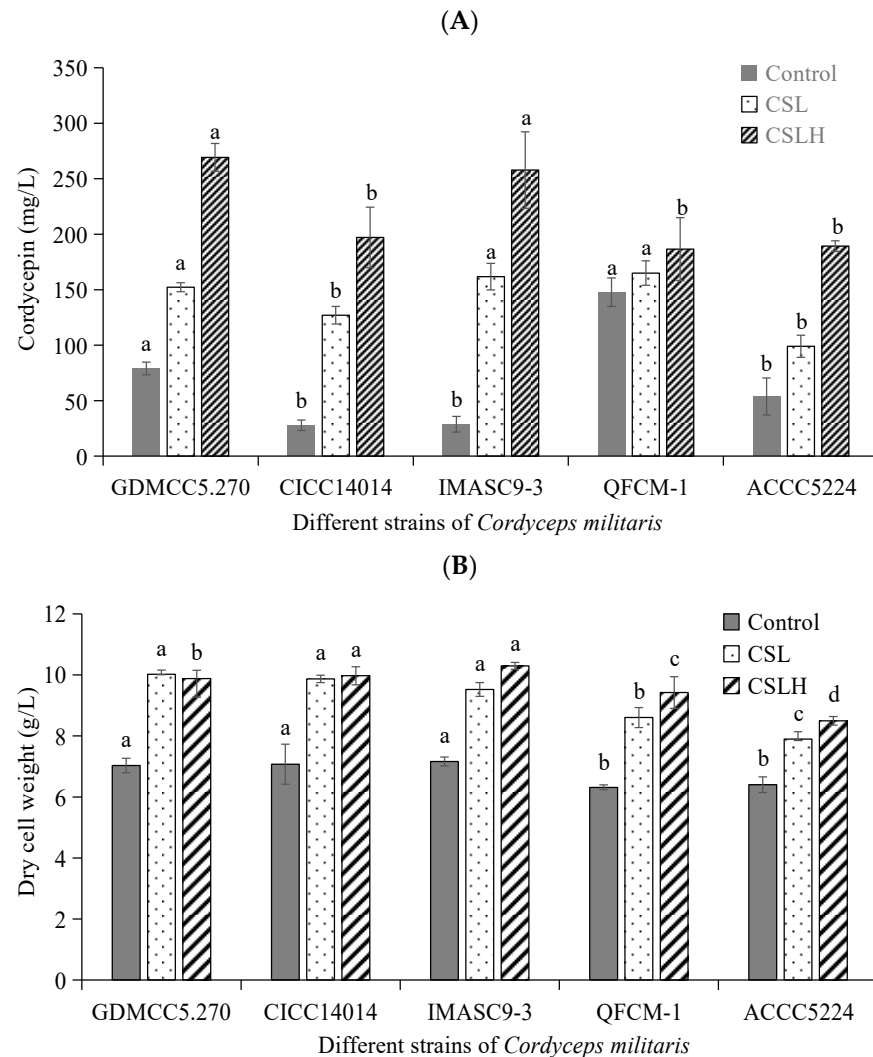 (A)
350
300
250
200
150
100
50
0
Cordycepin (mg/L)
Control
CSL
CSLH
a a a
b b b
b a a
a a b
b b b
GDMCC5.270 CICC14014 IMASC9-3 QFCM-1 ACCC5224
Different strains of Cordyceps militaris
(B)
12
10
8
6
4
2
0
Dry cell weight (g/L)
Control
CSL
CSLH
a a b
a a a
a a a
b b c
b c d
GDMCC5.270 CICC14014 IMASC9-3 QFCM-1 ACCC5224
Different strains of Cordyceps militaris